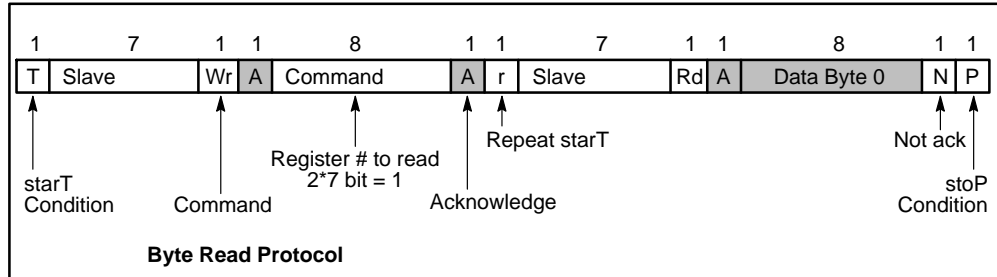 1 7 1 1 8 1 1 7 1 1 8 1 1
T Slave Wr A Command A r Slave Rd A Data Byte 0 N P
starT
Condition
Command
Register # to read
2*7 bit = 1
Acknowledge
Repeat starT
Not ack
stoP
Condition
Byte Read Protocol